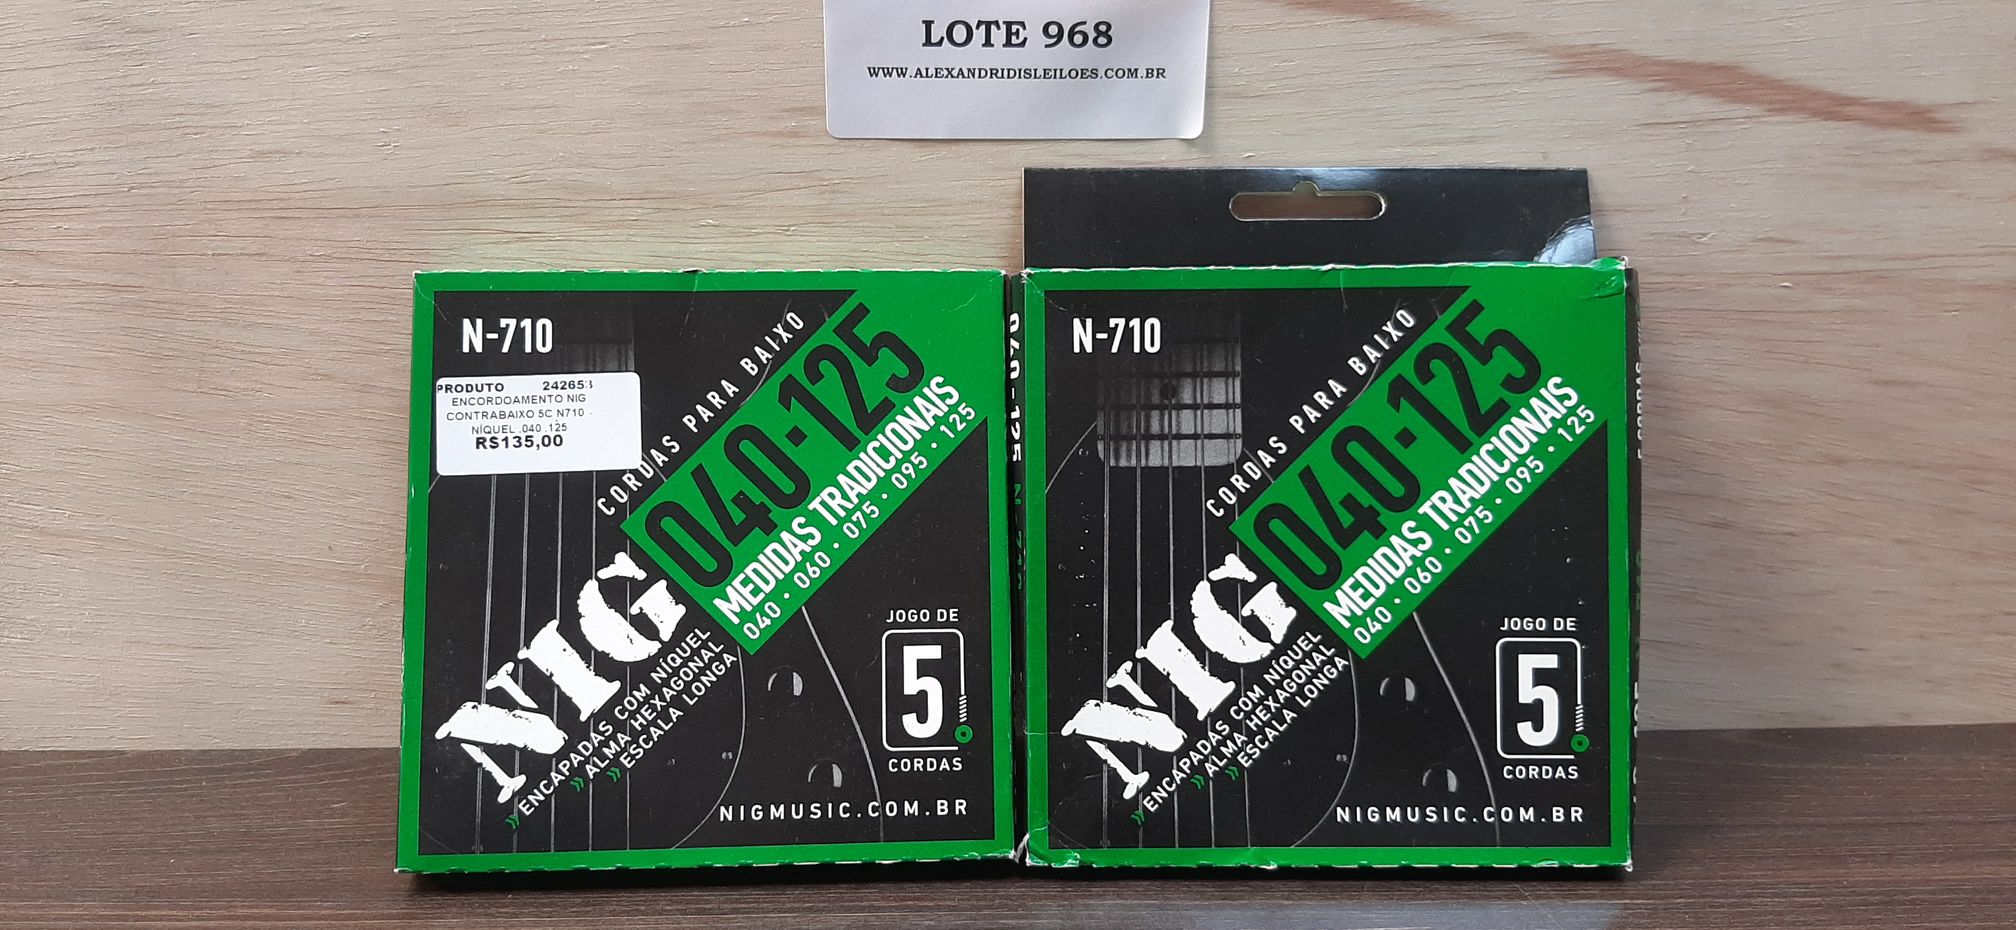 LOTE 968
WWW.ALEXANDRIDISLEILOES.COM.BR
N-710
PRODUTO 242653
ENCORDOAMENTO NIG
CONTRABAIXO 5C N710 -
NÍQUEL .040 .125
R$135,00
CORDAS PARA BAIXO
040·125
MEDIDAS TRADICIONAIS
040 · 060 · 075 · 095 · 125
NIG
» ENCAPADAS COM NÍQUEL
» ALMA HEXAGONAL
» ESCALA LONGA
JOGO DE
5
CORDAS
NIGMUSIC.COM.BR
040-125 N-710
N-710
CORDAS PARA BAIXO
040·125
MEDIDAS TRADICIONAIS
040 · 060 · 075 · 095 · 125
NIG
» ENCAPADAS COM NÍQUEL
» ALMA HEXAGONAL
» ESCALA LONGA
JOGO DE
5
CORDAS
NIGMUSIC.COM.BR